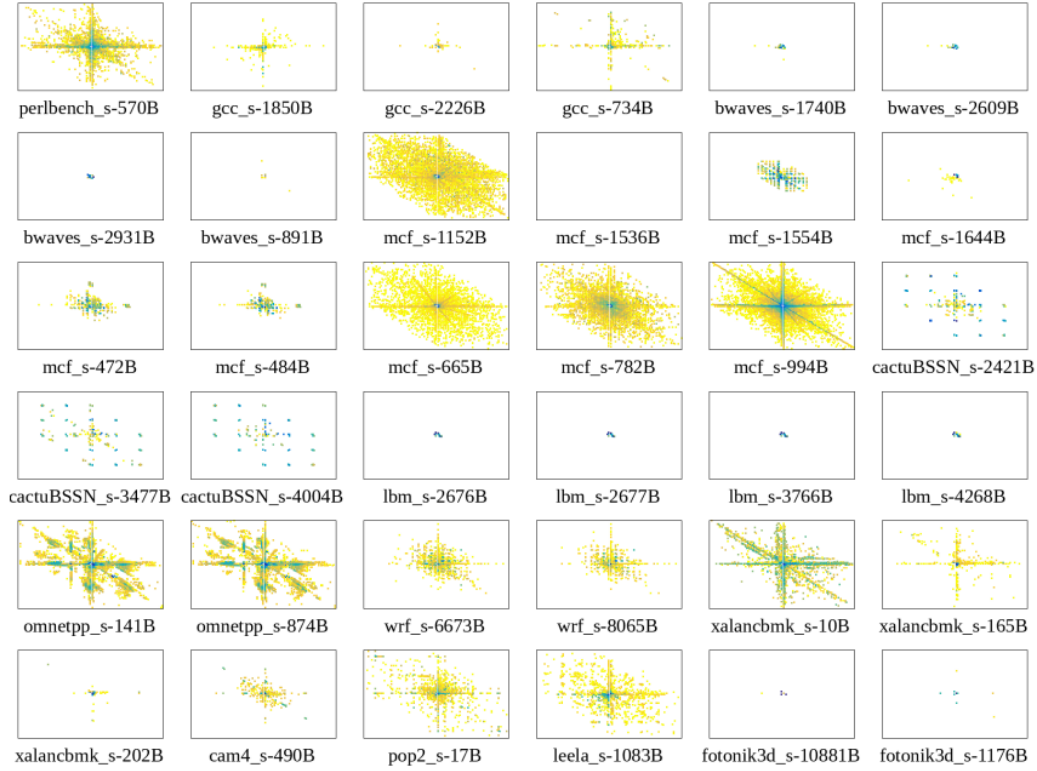 perlbench_s-570B gcc_s-1850B gcc_s-2226B gcc_s-734B bwaves_s-1740B bwaves_s-2609B
bwaves_s-2931B bwaves_s-891B mcf_s-1152B mcf_s-1536B mcf_s-1554B mcf_s-1644B
mcf_s-472B mcf_s-484B mcf_s-665B mcf_s-782B mcf_s-994B cactuBSSN_s-2421B
cactuBSSN_s-3477B cactuBSSN_s-4004B lbm_s-2676B lbm_s-2677B lbm_s-3766B lbm_s-4268B
omnetpp_s-141B omnetpp_s-874B wrf_s-6673B wrf_s-8065B xalancbmk_s-10B xalancbmk_s-165B
xalancbmk_s-202B cam4_s-490B pop2_s-17B leela_s-1083B fotonik3d_s-10881B fotonik3d_s-1176B